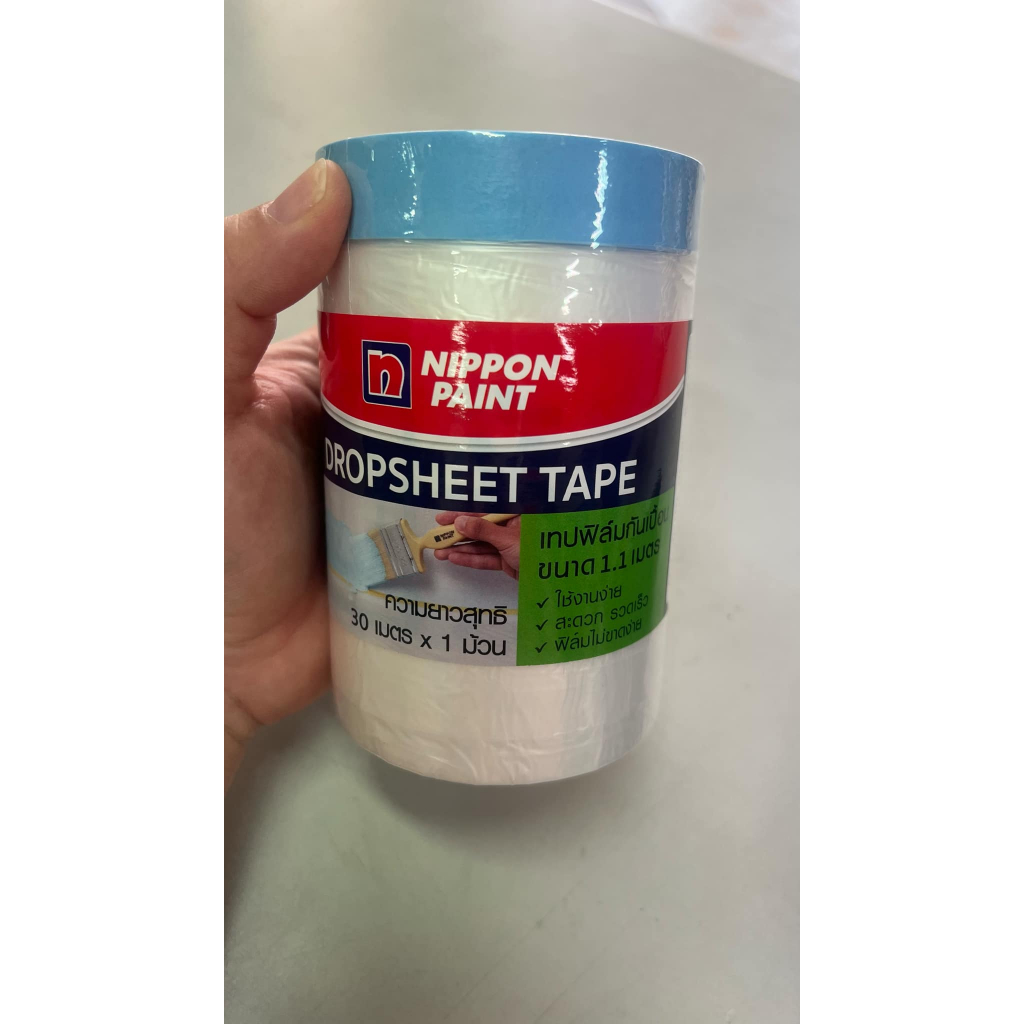 NIPPON
PAINT
DROPSHEET TAPE
NIPPON
PAINT
เทปฟิล์มกันเปื้อน
ขนาด 1.1 เมตร
✓ ใช้งานง่าย
✓ สะดวก รวดเร็ว
✓ ฟิล์มไม่ขาดง่าย
ความยาวสุทธิ
30 เมตร x 1 ม้วน